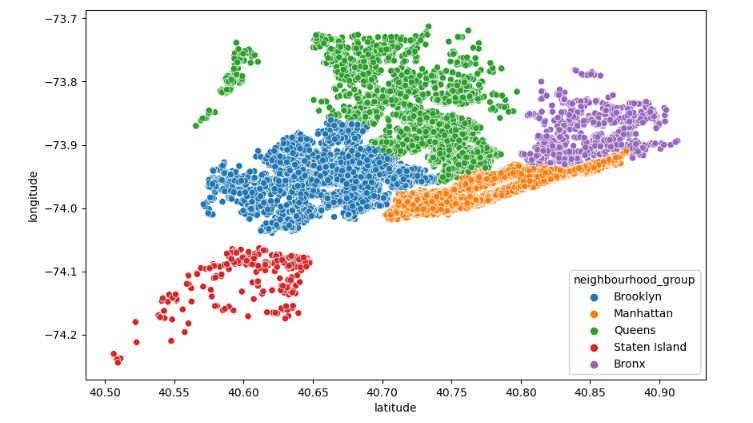 −73.7
−73.8
−73.9
−74.0
−74.1
−74.2
longitude
neighbourhood_group
Brooklyn
Manhattan
Queens
Staten Island
Bronx
40.50 40.55 40.60 40.65 40.70 40.75 40.80 40.85 40.90
latitude